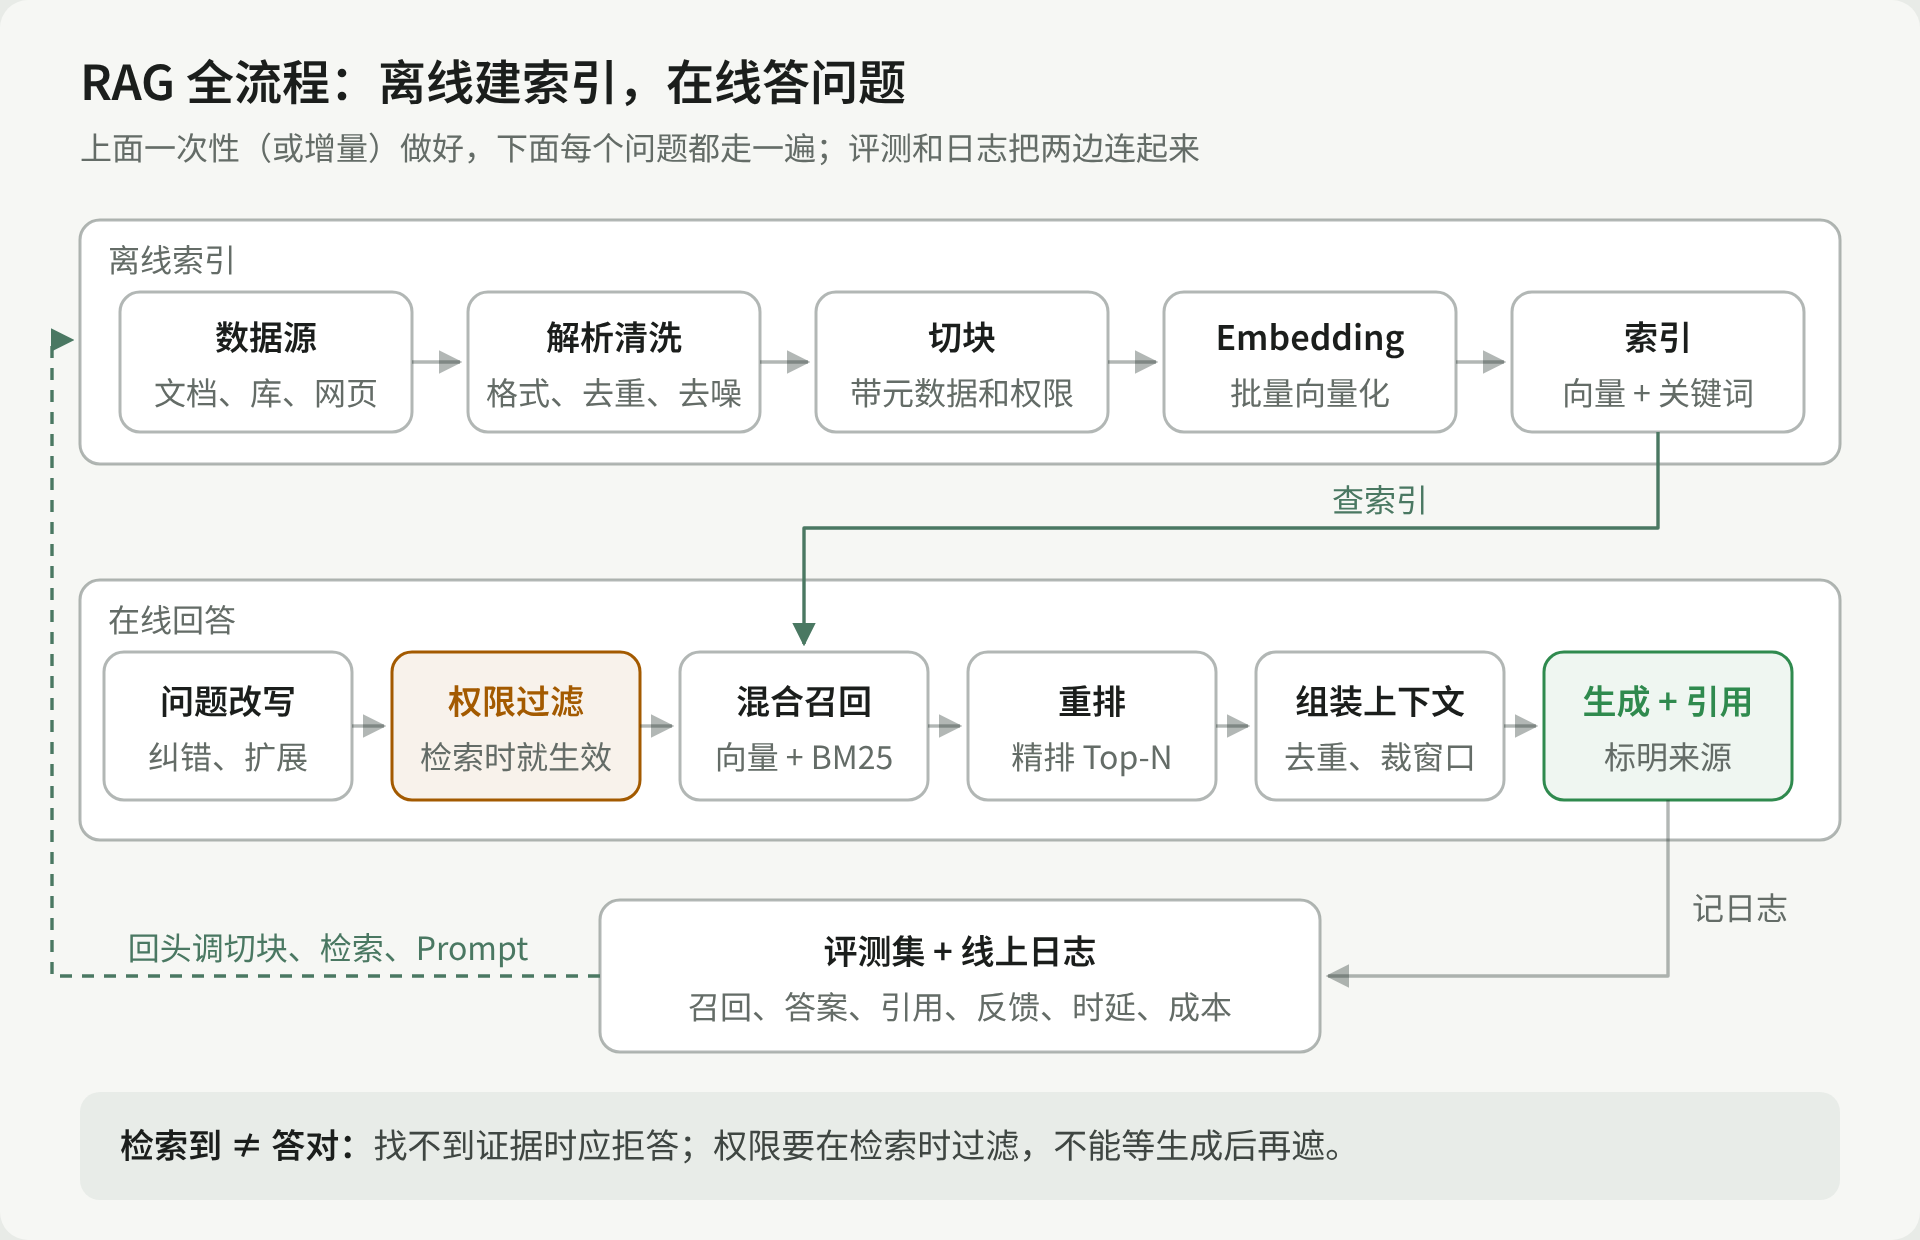 RAG 全流程：离线建索引，在线答问题
上面一次性（或增量）做好，下面每个问题都走一遍；评测和日志把两边连起来
离线索引
数据源
文档、库、网页
解析清洗
格式、去重、去噪
切块
带元数据和权限
Embedding
批量向量化
索引
向量 + 关键词
查索引
在线回答
问题改写
纠错、扩展
权限过滤
检索时就生效
混合召回
向量 + BM25
重排
精排 Top-N
组装上下文
去重、裁窗口
生成 + 引用
标明来源
记日志
回头调切块、检索、Prompt
评测集 + 线上日志
召回、答案、引用、反馈、时延、成本
检索到 ≠ 答对：找不到证据时应拒答；权限要在检索时过滤，不能等生成后再遮。